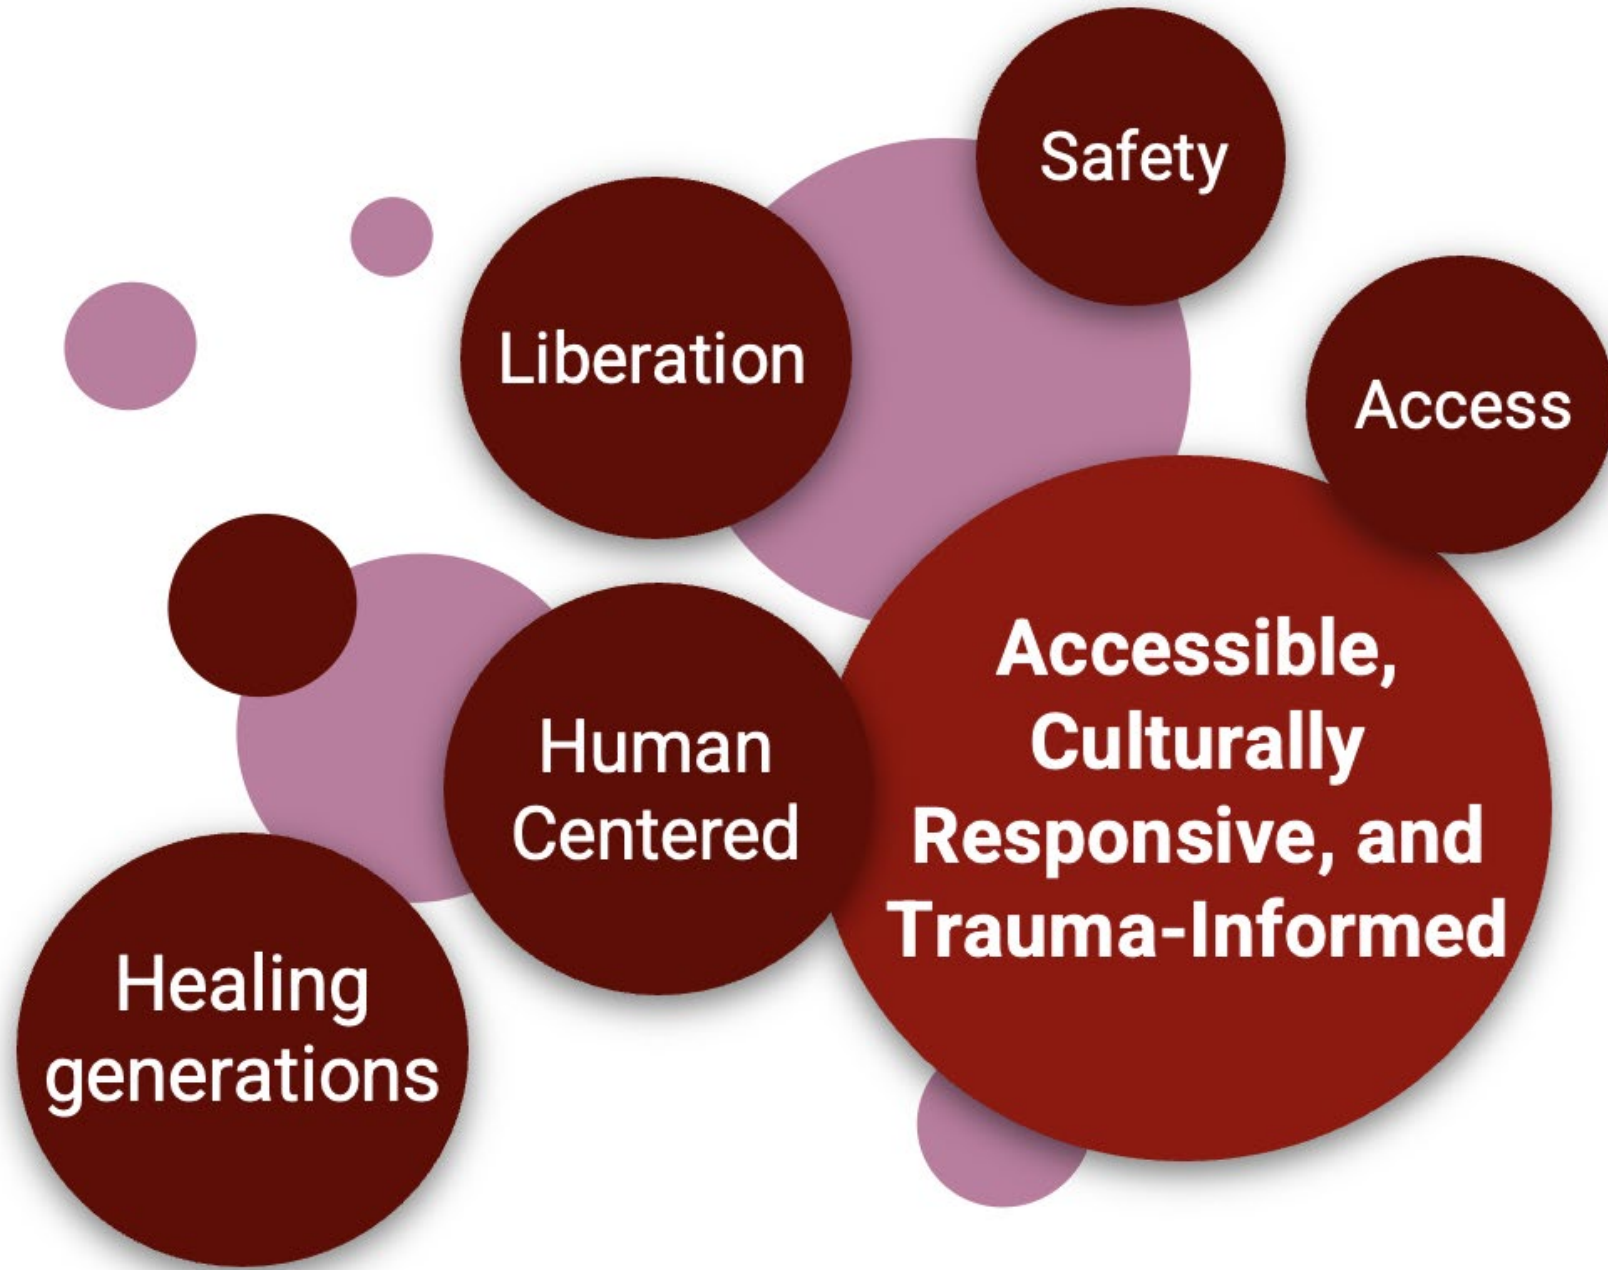 Safety
Liberation
Access
Human
Centered
Accessible,
Culturally
Responsive, and
Trauma-Informed
Healing
generations